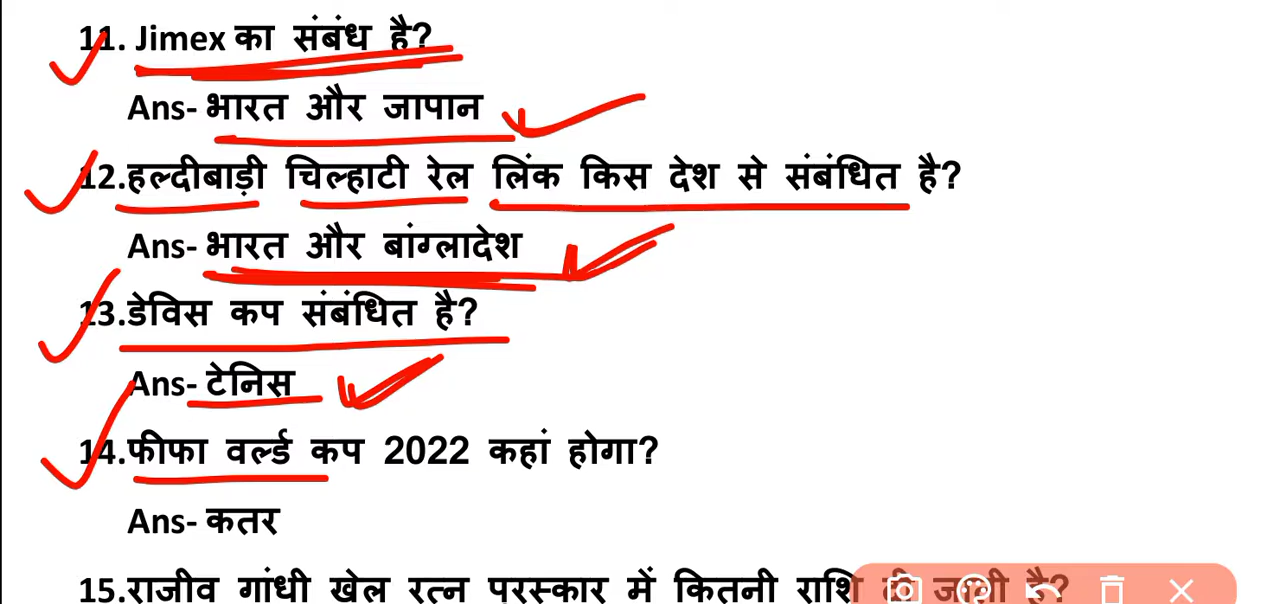 11. Jimex का संबंध है?
Ans- भारत और जापान
12.हल्दीबाड़ी चिल्हाटी रेल लिंक किस देश से संबंधित है?
Ans- भारत और बांग्लादेश
13.डेविस कप संबंधित है?
Ans- टेनिस
14.फीफा वर्ल्ड कप 2022 कहां होगा?
Ans- कतर
15.राजीव गांधी खेल रत्न पुरस्कार में कितनी राशि दी जाती है?